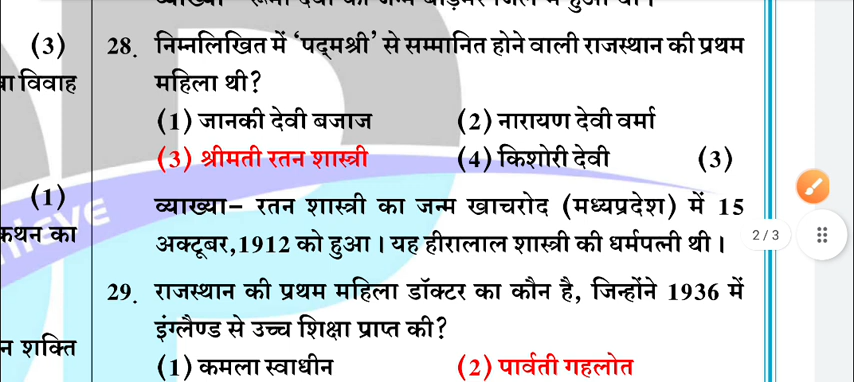 (3)
ा विवाह
(1)
कथन का
न शक्ति
28. निम्नलिखित में ‘पद्मश्री’ से सम्मानित होने वाली राजस्थान की प्रथम
महिला थी?
(1) जानकी देवी बजाज (2) नारायण देवी वर्मा
(3) श्रीमती रतन शास्त्री (4) किशोरी देवी (3)
व्याख्या– रतन शास्त्री का जन्म खाचरोद (मध्यप्रदेश) में 15
अक्टूबर,1912 को हुआ। यह हीरालाल शास्त्री की धर्मपत्नी थी।
29. राजस्थान की प्रथम महिला डॉक्टर का कौन है, जिन्होंने 1936 में
इंग्लैण्ड से उच्च शिक्षा प्राप्त की?
(1) कमला स्वाधीन (2) पार्वती गहलोत
2/3